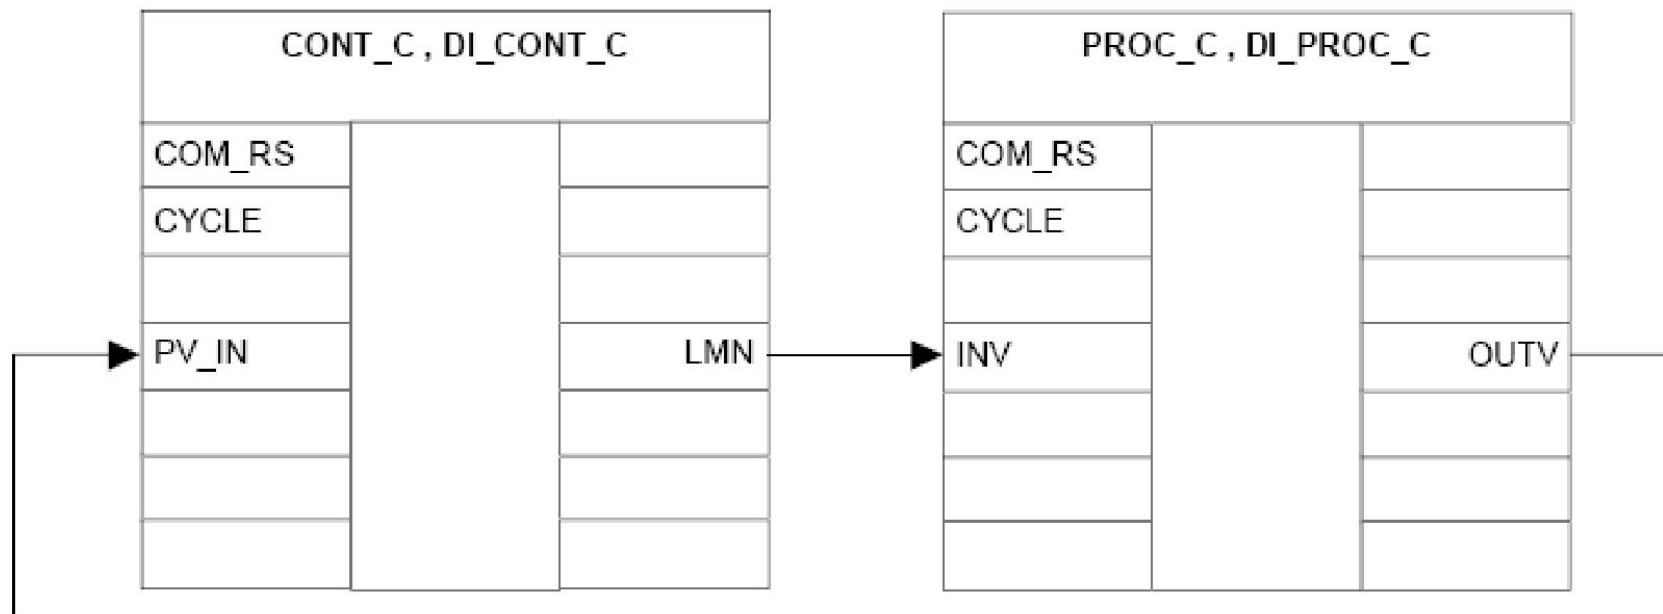 CONT_C , DI_CONT_C
COM_RS
CYCLE
PV_IN
LMN
PROC_C , DI_PROC_C
COM_RS
CYCLE
INV
OUTV